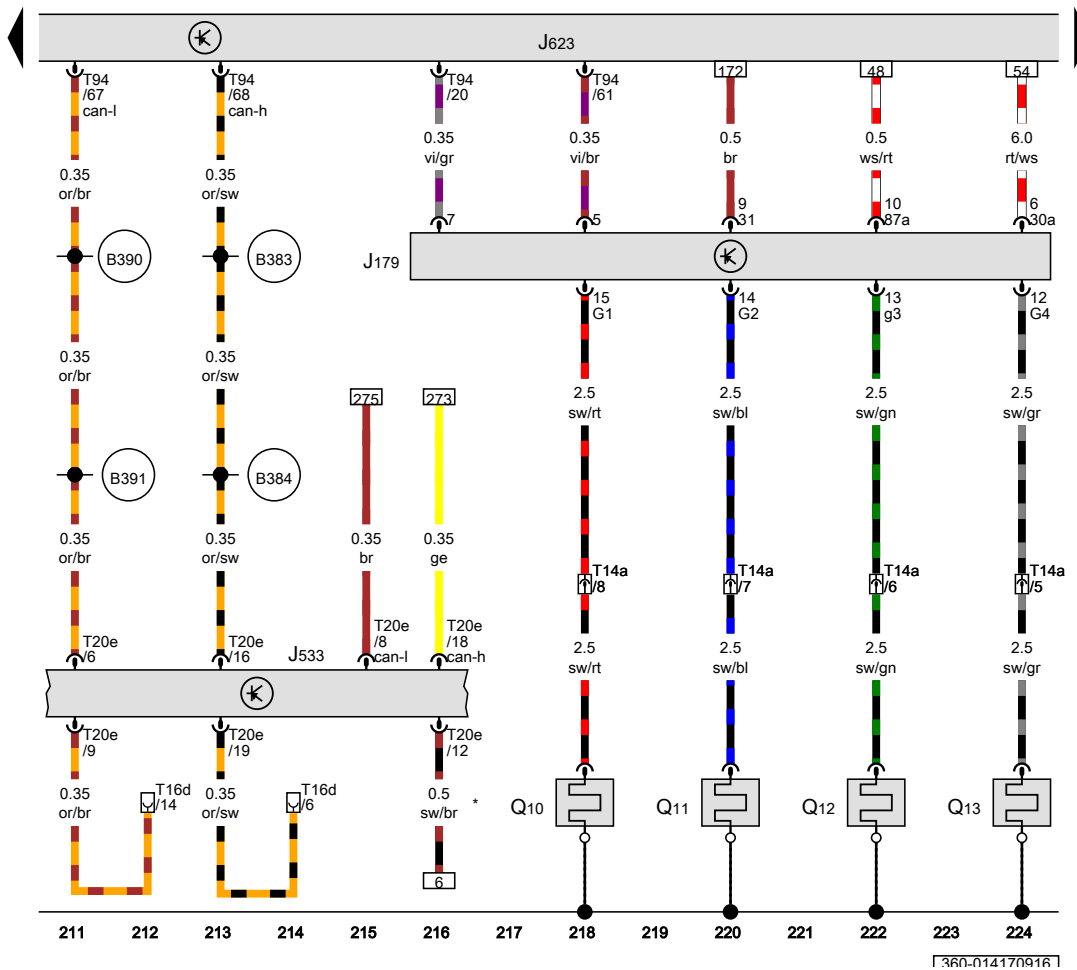 J623
T94 T94 T94 T94 172 48 54
/67 /68 /20 /61
can-l can-h
0.35 0.35 0.5 0.5 6.0
vi/gr vi/br br ws/rt rt/ws
0.35 0.35
or/br or/sw
7 5 9 10 6
31 87a 30a
B390 B383 J179
15 14 13 12
G1 G2 g3 G4
0.35 0.35
or/br or/sw
275 273
2.5 2.5 2.5 2.5
sw/rt sw/bl sw/gn sw/gr
B391 B384
0.35 0.35 0.35 0.35
or/br or/sw br ge
T14a T14a T14a T14a
/8 /7 /6 /5
T20e T20e J533 T20e T20e
/6 /16 /8 /18
can-l can-h
2.5 2.5 2.5 2.5
sw/rt sw/bl sw/gn sw/gr
T20e T20e T20e
/9 /19 /12
0.35 T16d 0.35 T16d 0.5 *
or/br /14 or/sw /6 sw/br
Q10 Q11 Q12 Q13
6
211 212 213 214 215 216 217 218 219 220 221 222 223 224
360-014170916